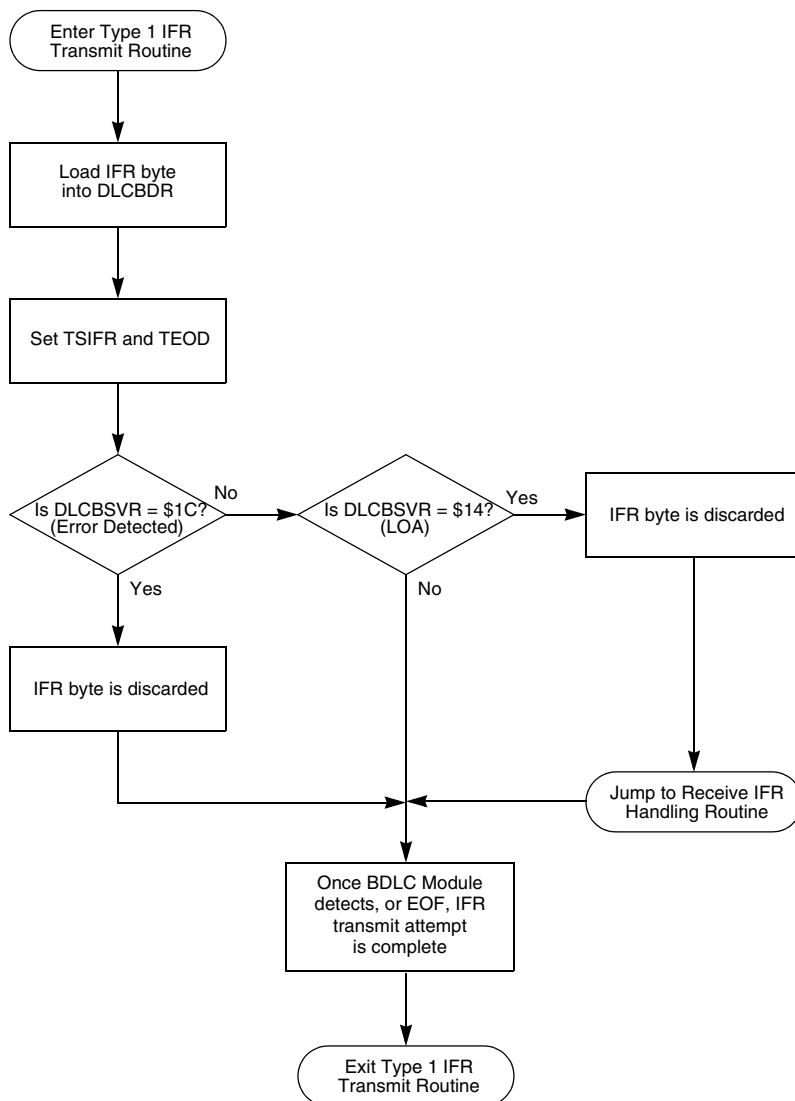 Enter Type 1 IFR
Transmit Routine
Load IFR byte
into DLCBDR
Set TSIFR and TEOD
Is DLCBSVR = $1C?
(Error Detected)
No
Is DLCBSVR = $14?
(LOA)
Yes
IFR byte is discarded
Yes
No
IFR byte is discarded
Jump to Receive IFR
Handling Routine
Once BDLC Module
detects, or EOF, IFR
transmit attempt
is complete
Exit Type 1 IFR
Transmit Routine